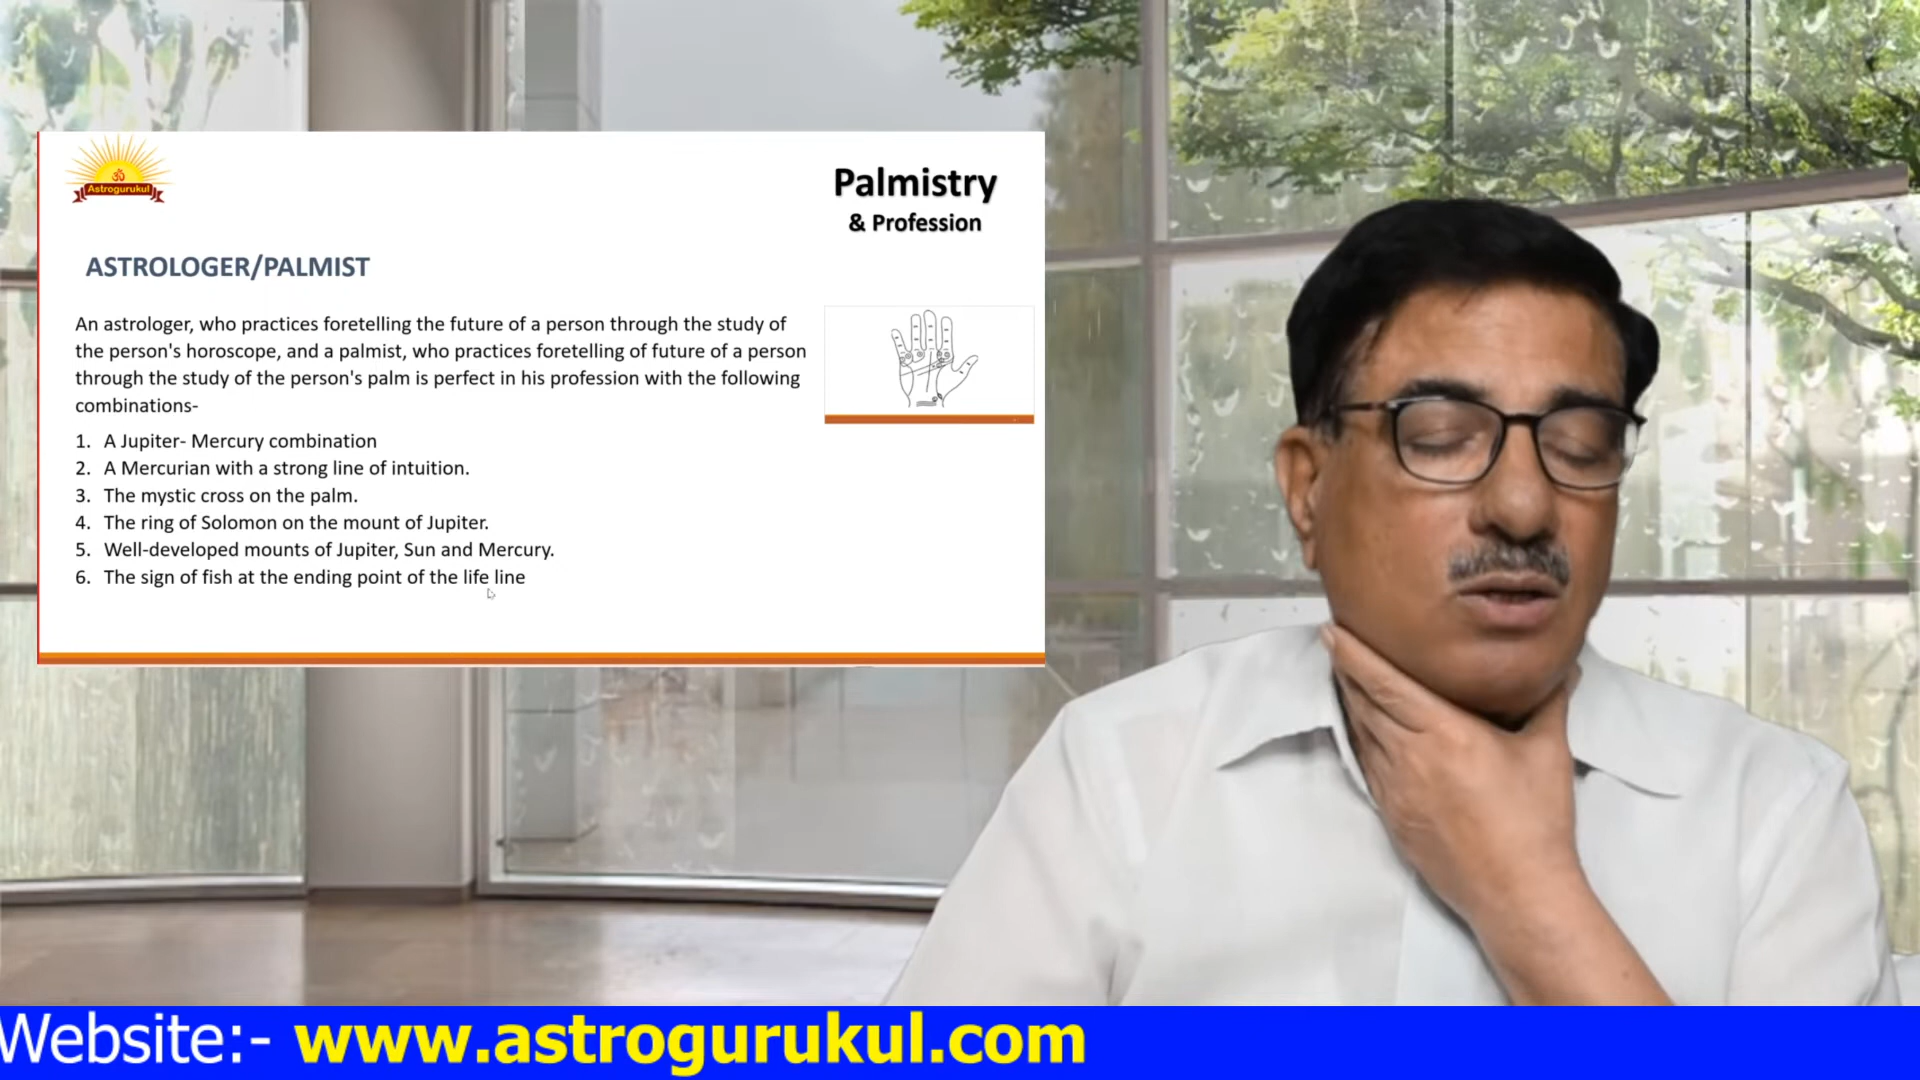 ॐ
Astrogurukul
Palmistry
& Profession
ASTROLOGER/PALMIST
An astrologer, who practices foretelling the future of a person through the study of
the person's horoscope, and a palmist, who practices foretelling of future of a person
through the study of the person's palm is perfect in his profession with the following
combinations-
1. A Jupiter- Mercury combination
2. A Mercurian with a strong line of intuition.
3. The mystic cross on the palm.
4. The ring of Solomon on the mount of Jupiter.
5. Well-developed mounts of Jupiter, Sun and Mercury.
6. The sign of fish at the ending point of the life line
Website:- www.astrogurukul.com